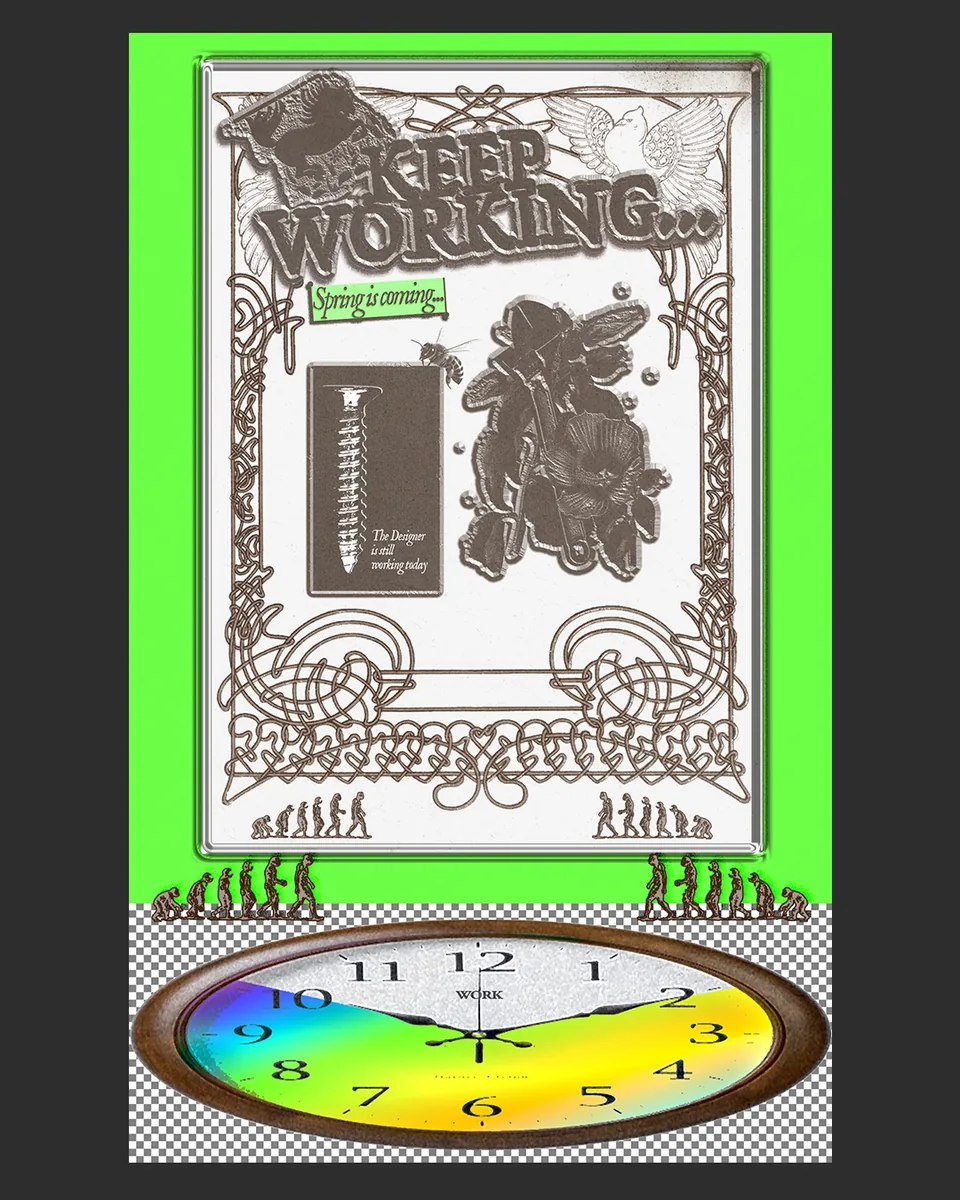 KEEP
WORKING...
Spring is coming...
The Designer
is still
working today
11 12 1
WORK
10 2
9 3
8 4
7 5
6